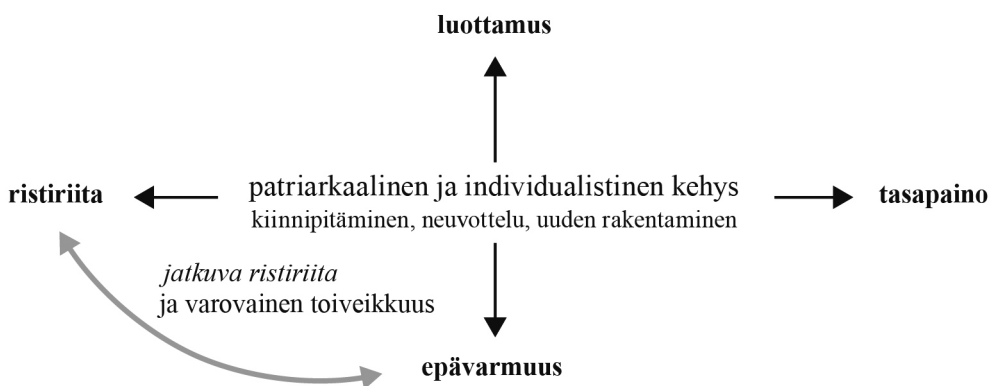 luottamus
ristiriita
patriarkaalinen ja individualistinen kehys
kiinnipitäminen, neuvottelu, uuden rakentaminen
tasapaino
jatkuva ristiriita
ja varovainen toiveikkuus
epävarmuus